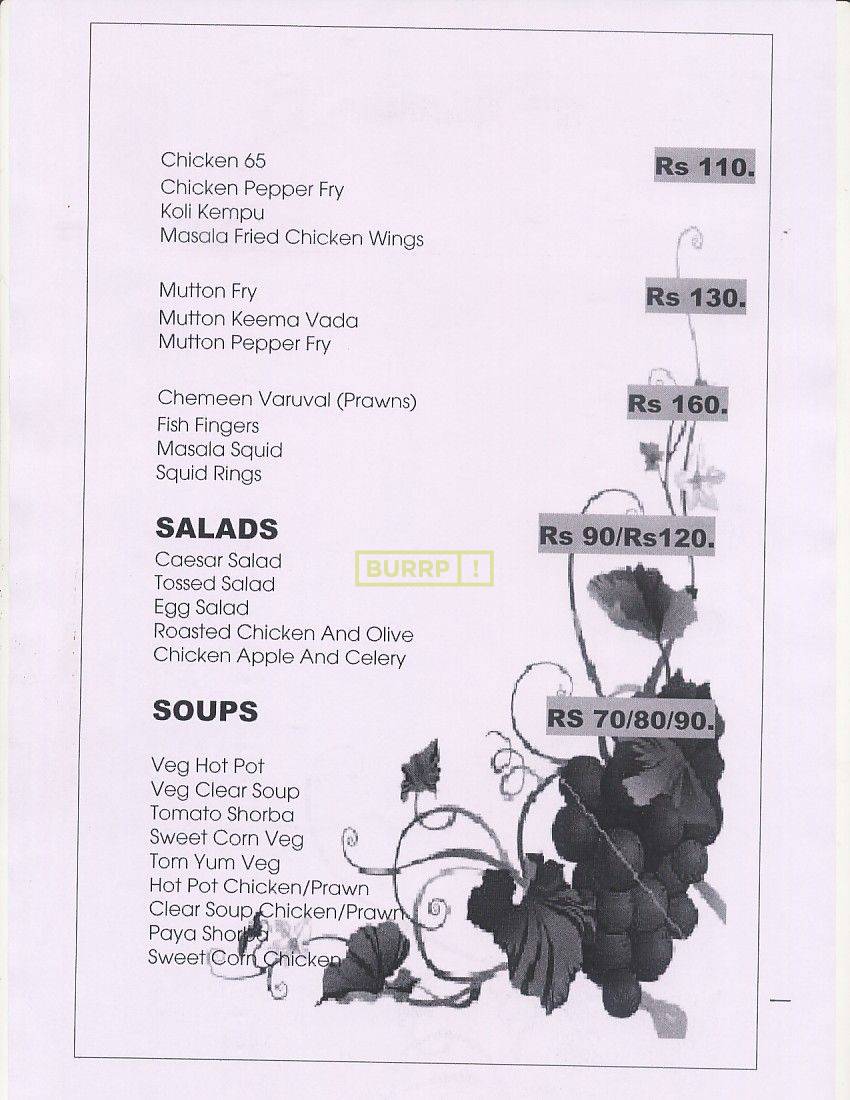 Chicken 65 Rs 110.
Chicken Pepper Fry
Koli Kempu
Masala Fried Chicken Wings
Mutton Fry Rs 130.
Mutton Keema Vada
Mutton Pepper Fry
Chemeen Varuval (Prawns) Rs 160.
Fish Fingers
Masala Squid
Squid Rings
SALADS Rs 90/Rs120.
Caesar Salad
BURRP !
Tossed Salad
Egg Salad
Roasted Chicken And Olive
Chicken Apple And Celery
SOUPS RS 70/80/90.
Veg Hot Pot
Veg Clear Soup
Tomato Shorba
Sweet Corn Veg
Tom Yum Veg
Hot Pot Chicken/Prawn
Clear Soup Chicken/Prawn
Paya Shorba
Sweet Corn Chicken